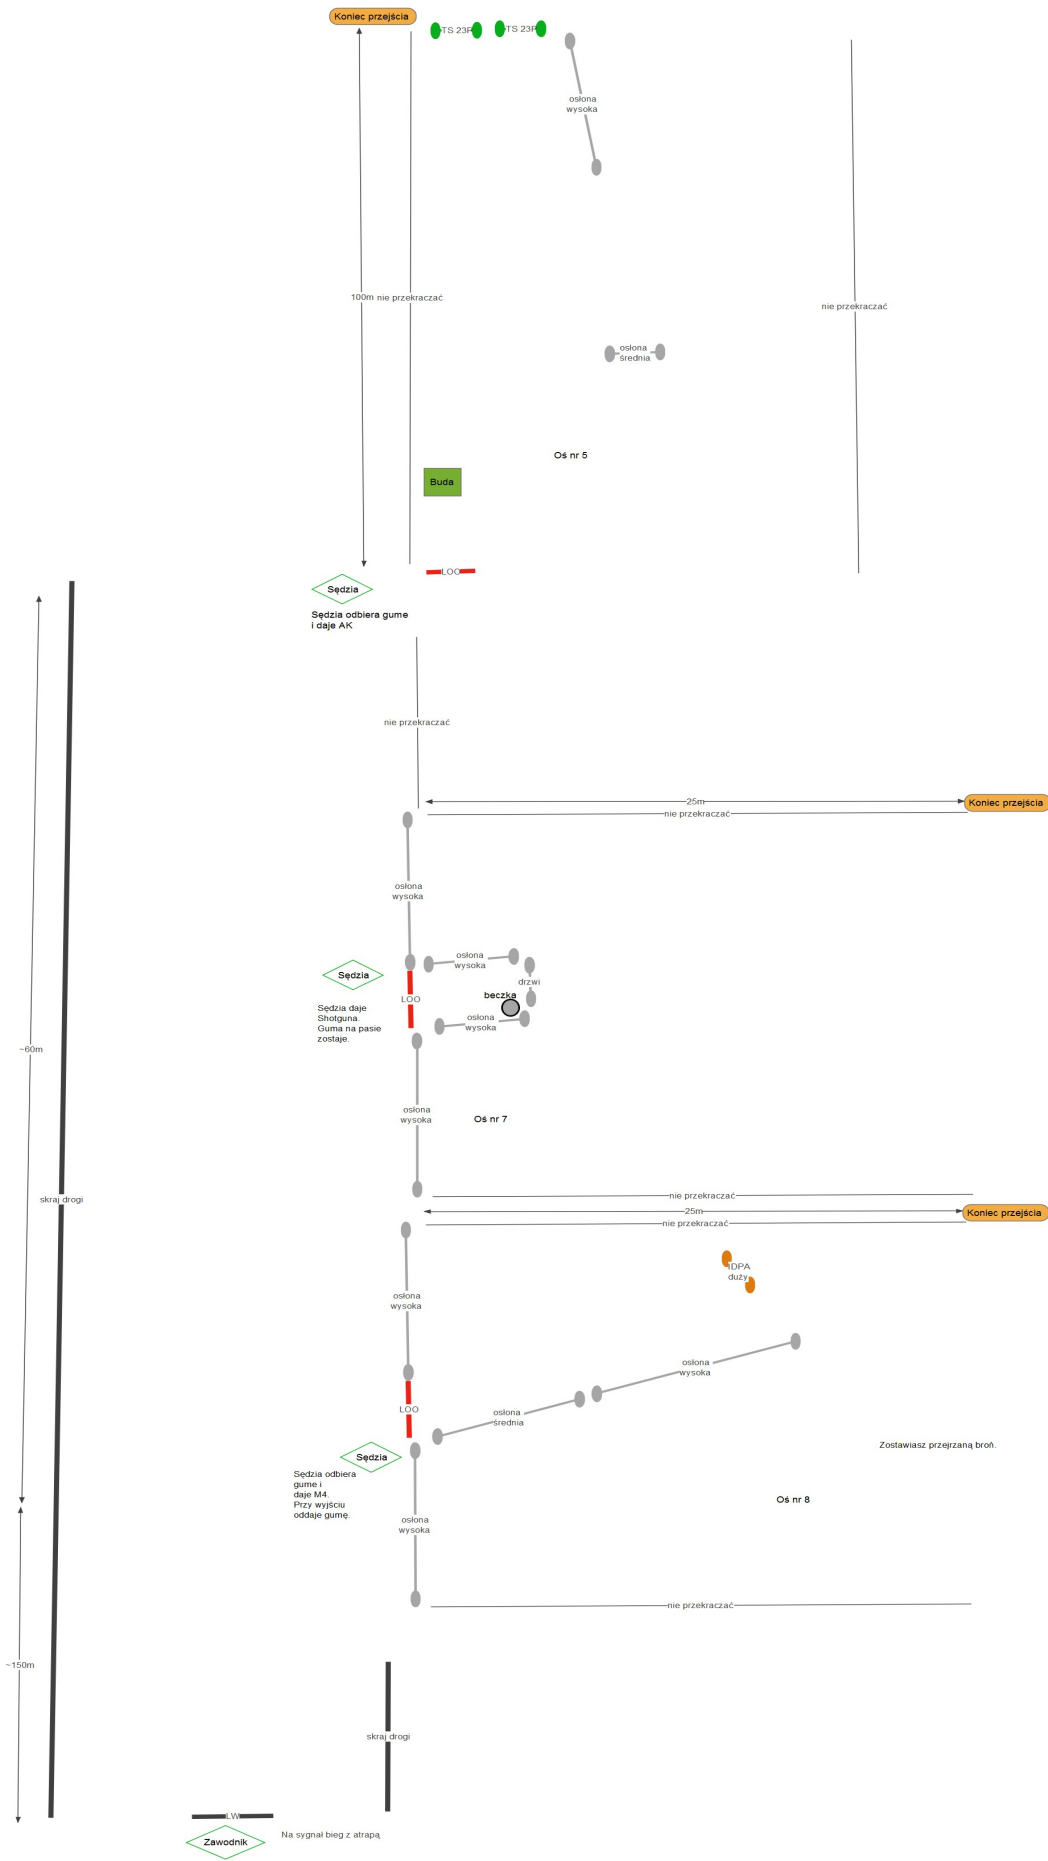 Koniec przejścia
TS 23P
TS 23P
osłona
wysoka
100m
nie przekraczać
nie przekraczać
osłona
średnia
Oś nr 5
Buda
LOO
Sędzia
Sędzia odbiera gume
i daje AK
nie przekraczać
25m
Koniec przejścia
nie przekraczać
osłona
wysoka
osłona
wysoka
Sędzia
drzwi
beczka
LOO
Sędzia daje
Shotguna.
Guma na pasie
zostaje.
osłona
wysoka
~60m
osłona
wysoka
Oś nr 7
skraj drogi
nie przekraczać
25m
Koniec przejścia
nie przekraczać
IDPA
duży
osłona
wysoka
osłona
wysoka
LOO
osłona
średnia
Zostawiasz przejrzaną broń.
Sędzia
Sędzia odbiera
gume i
daje M4.
Przy wyjściu
oddaje gumę.
Oś nr 8
osłona
wysoka
nie przekraczać
~150m
skraj drogi
LW
Zawodnik
Na sygnał bieg z atrapą